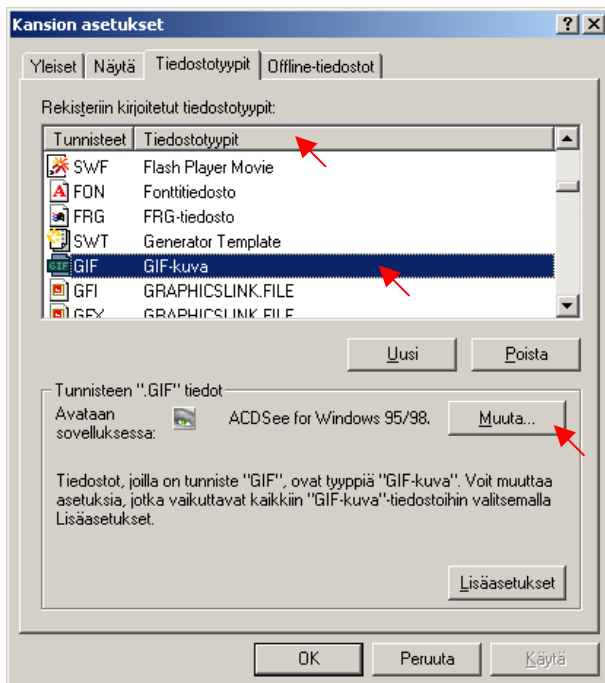 Kansion asetukset
Yleiset Näytä Tiedostotyypit Offline-tiedostot
Rekisteriin kirjoitetut tiedostotyypit:
Tunnisteet Tiedostotyypit
SWF Flash Player Movie
FON Fonttitiedosto
FRG FRG-tiedosto
SWT Generator Template
GIF GIF-kuva
GFI GRAPHICSLINK.FILE
GFX GRAPHICSLINK.FILE
Uusi Poista
Tunnisteen ".GIF" tiedot
Avataan
sovelluksessa:
ACDSee for Windows 95/98.
Muuta...
Tiedostot, joilla on tunniste "GIF", ovat tyyppiä "GIF-kuva". Voit muuttaa
asetuksia, jotka vaikuttavat kaikkiin "GIF-kuva"-tiedostoihin valitsemalla
Lisäasetukset.
Lisäasetukset
OK Peruuta Käytä